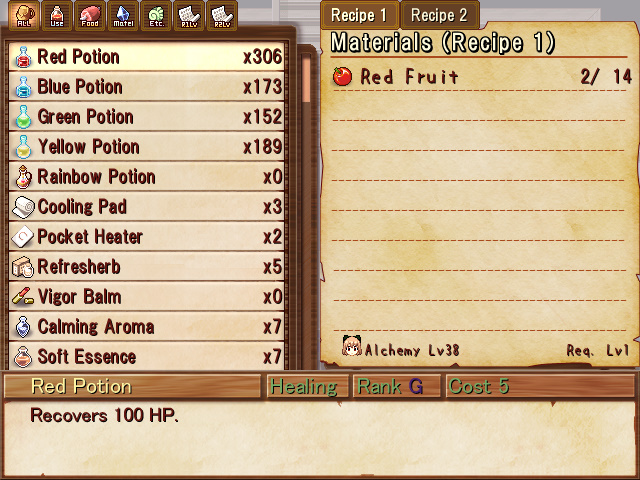 ALL Use Food Matel Etc. R1Lv R2Lv
Recipe 1 Recipe 2
Materials (Recipe 1)
Red Fruit 2/ 14
Red Potion x306
Blue Potion x173
Green Potion x152
Yellow Potion x189
Rainbow Potion x0
Cooling Pad x3
Pocket Heater x2
Refresherb x5
Vigor Balm x0
Calming Aroma x7
Soft Essence x7
Alchemy Lv38 Req. Lv1
Red Potion Healing Rank G Cost 5
Recovers 100 HP.